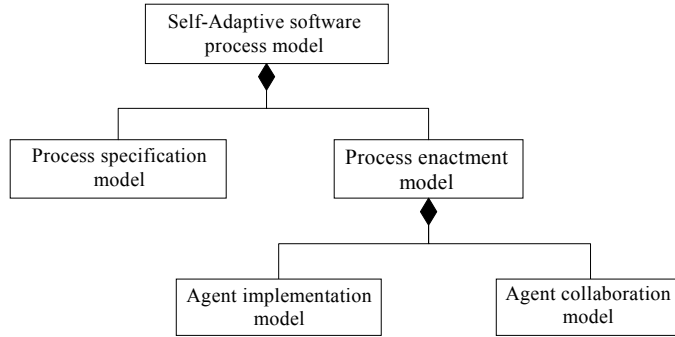 Self-Adaptive software
process model
Process specification
model
Process enactment
model
Agent implementation
model
Agent collaboration
model